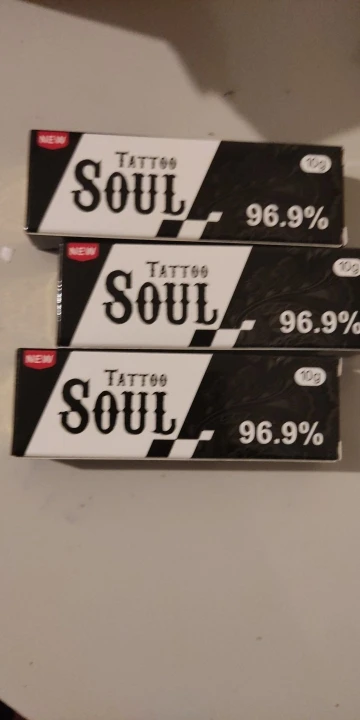 NEW
TATTOO
SOUL
10g
96.9%
NEW
TATTOO
SOUL
10g
96.9%
NEW
TATTOO
SOUL
10g
96.9%